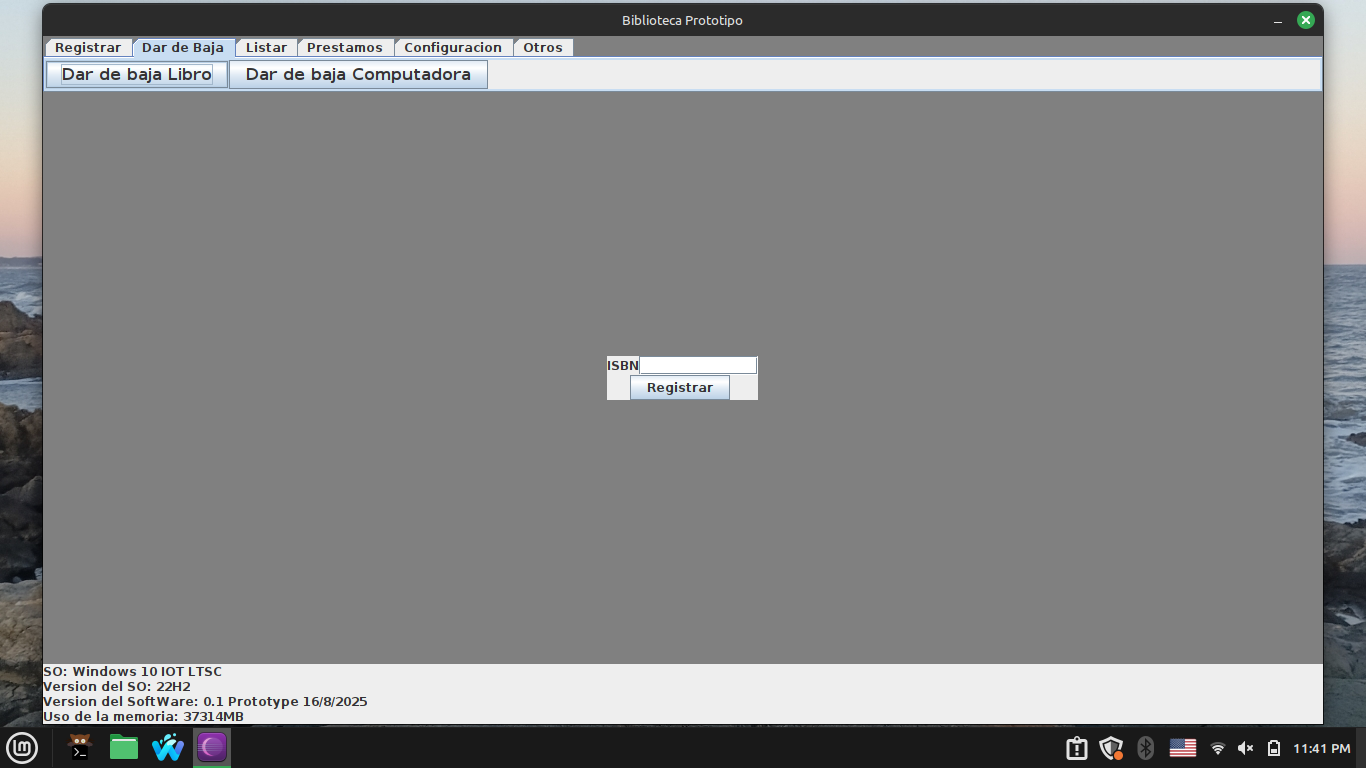 Biblioteca Prototipo
Registrar Dar de Baja Listar Prestamos Configuracion Otros
Dar de baja Libro Dar de baja Computadora
ISBN
Registrar
SO: Windows 10 IOT LTSC
Version del SO: 22H2
Version del SoftWare: 0.1 Prototype 16/8/2025
Uso de la memoria: 37314MB
11:41 PM